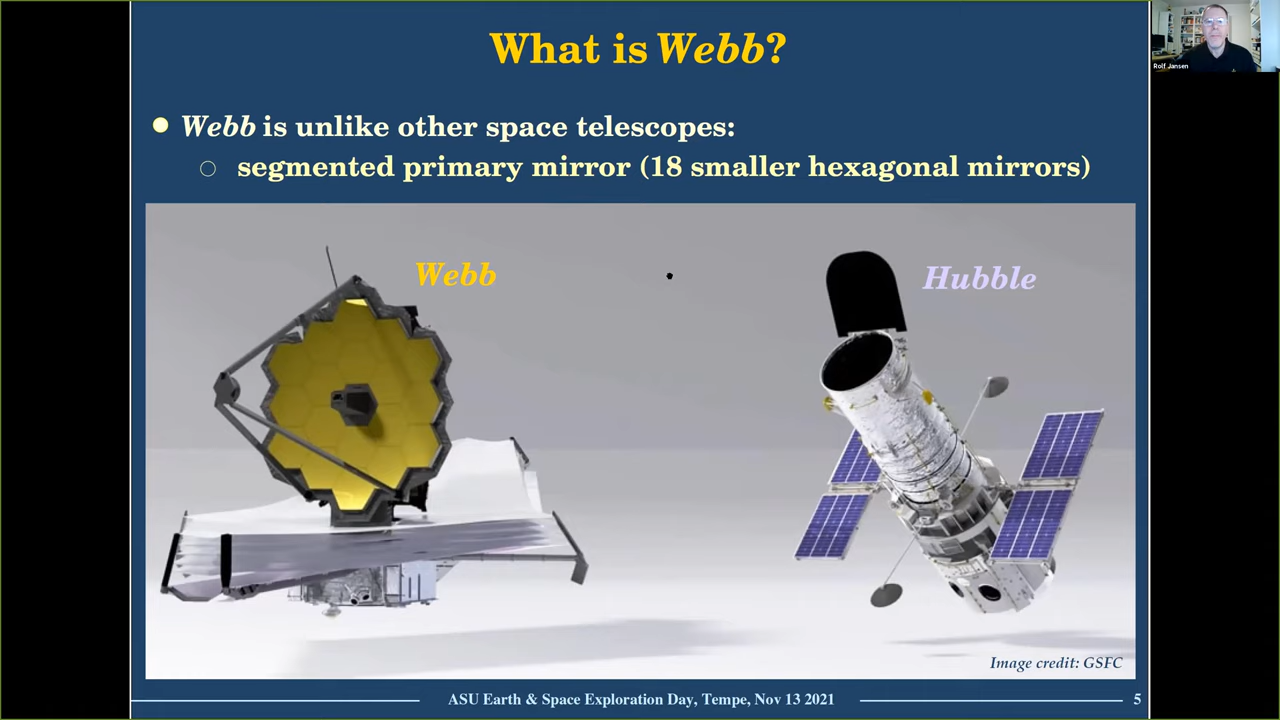 What is Webb?
Rolf Jansen
Webb is unlike other space telescopes:
segmented primary mirror (18 smaller hexagonal mirrors)
Webb
Hubble
Image credit: GSFC
ASU Earth & Space Exploration Day, Tempe, Nov 13 2021
5